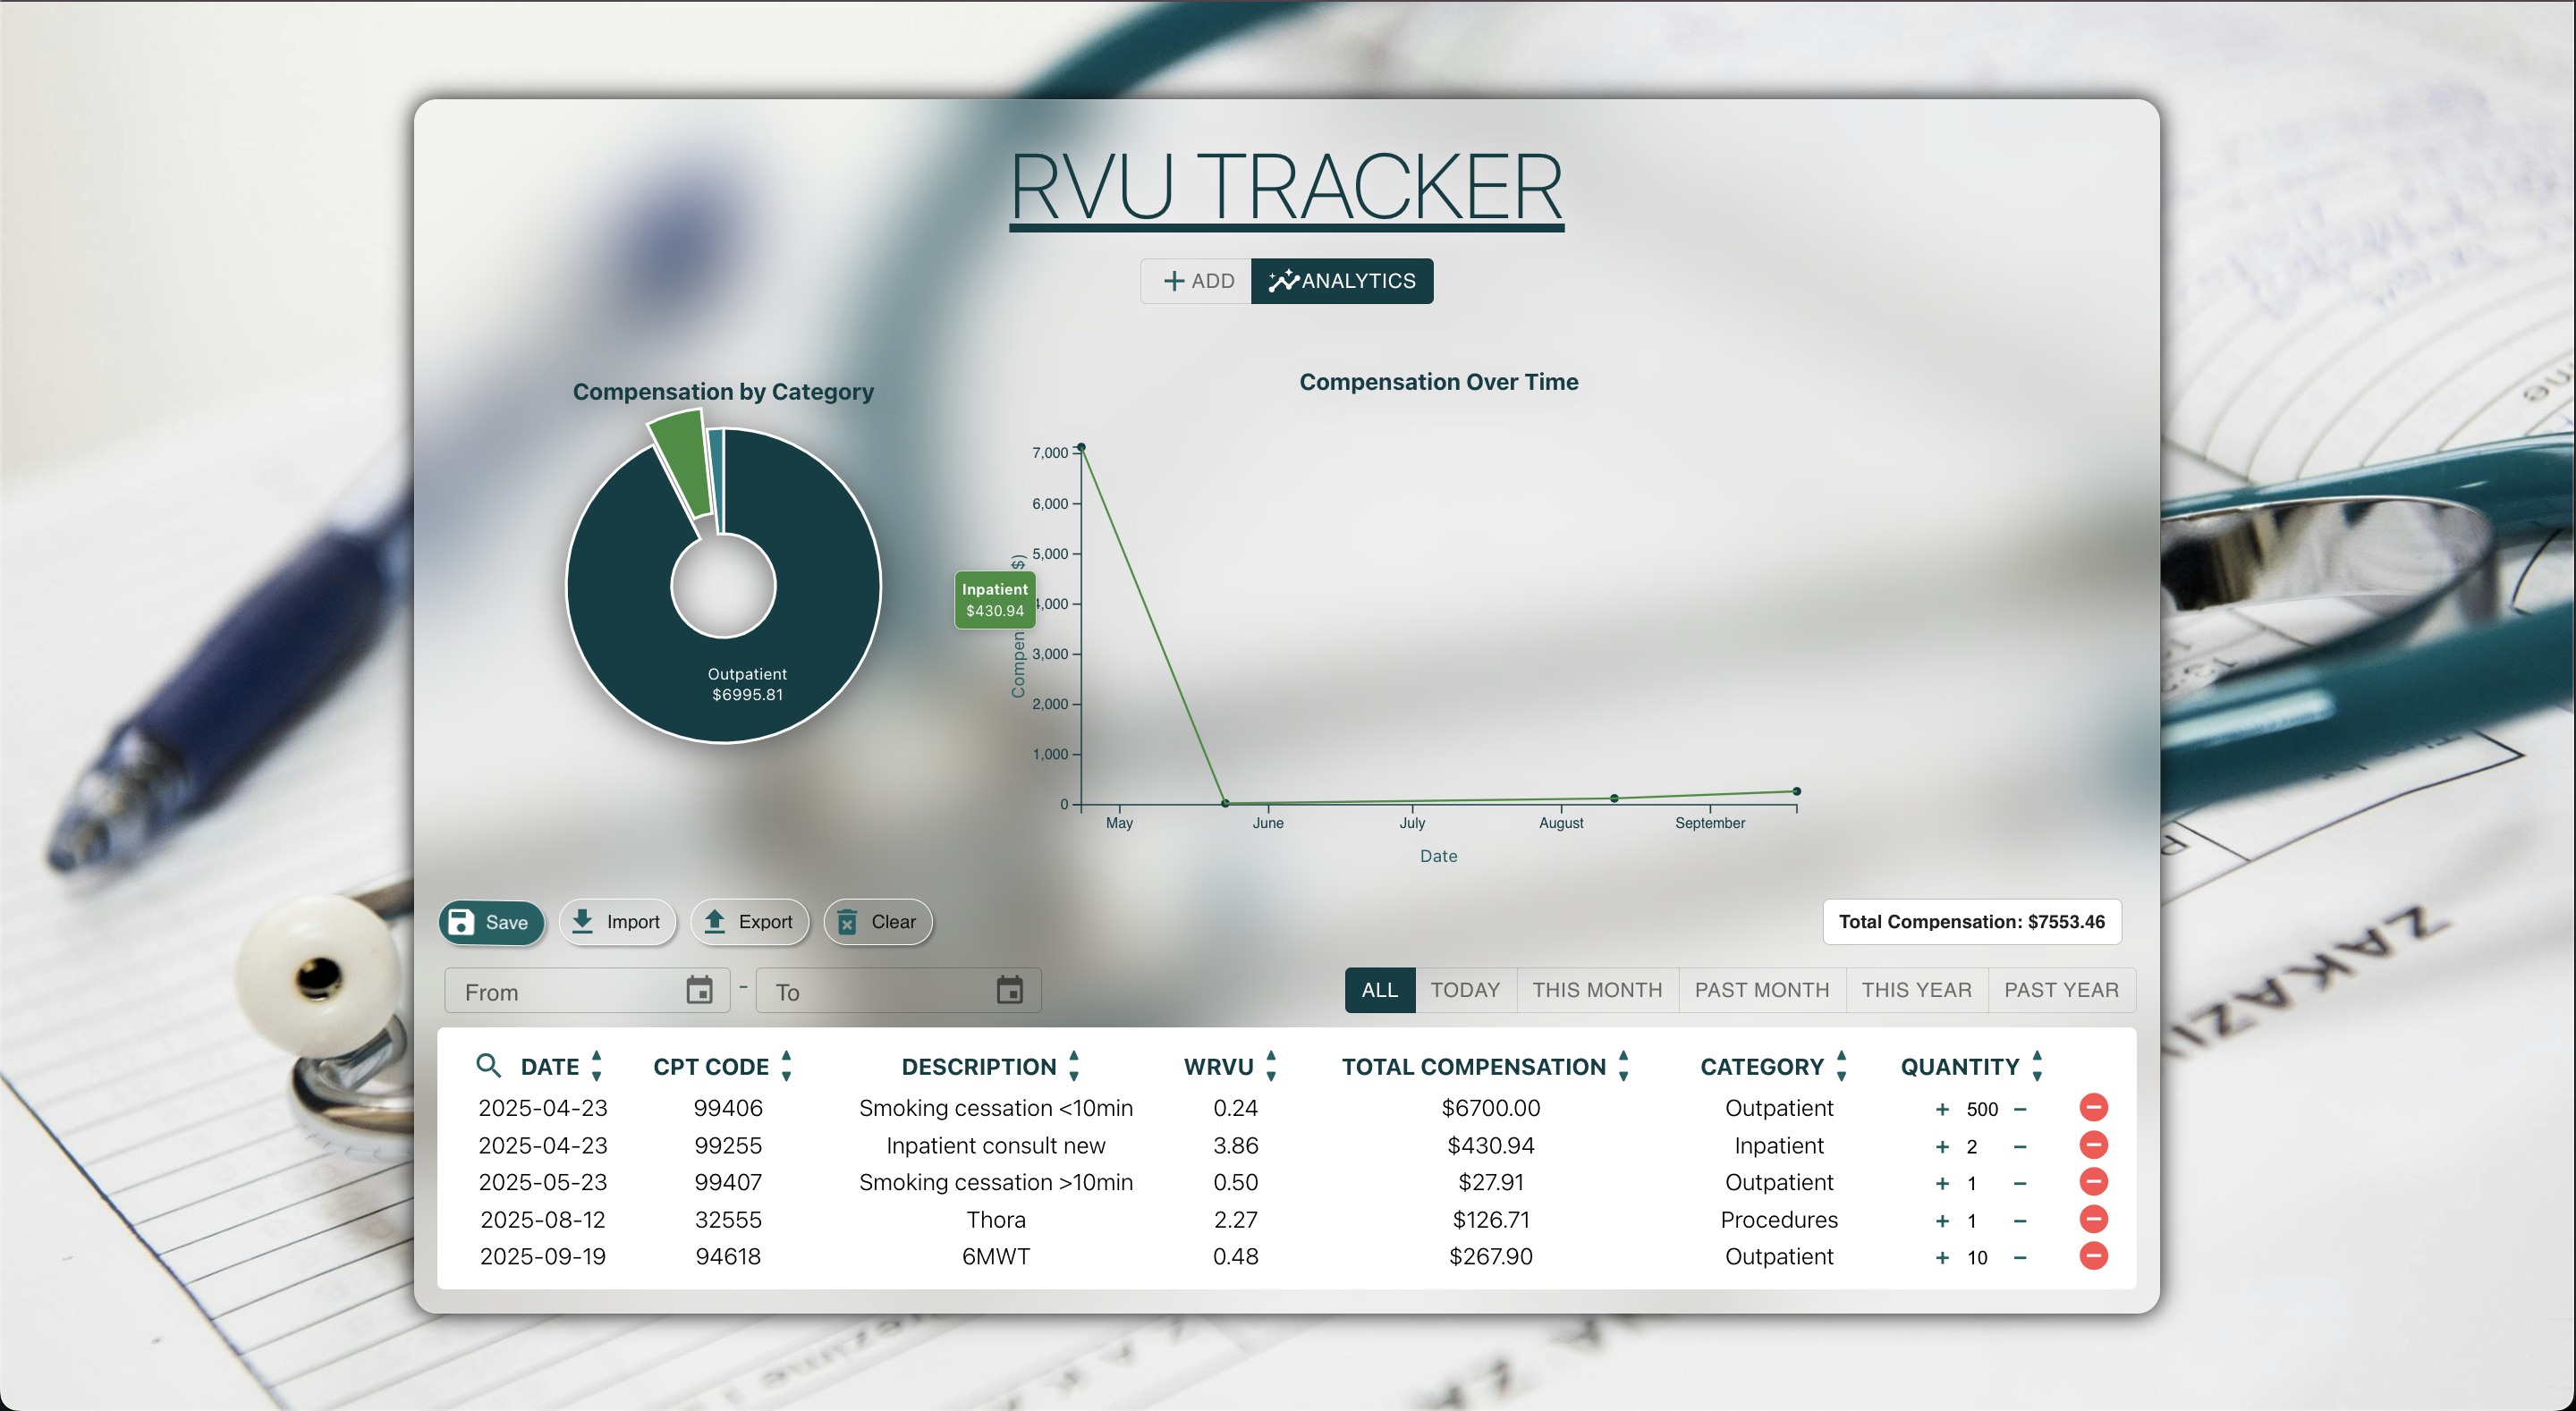 RVU TRACKER
ADD ANALYTICS
Compensation by Category
Outpatient
$6995.81
Inpatient
$430.94
Compensation Over Time
7,000
6,000
5,000
4,000
3,000
2,000
1,000
0
Compen $)
May June July August September
Date
Save Import Export Clear
Total Compensation: $7553.46
From - To
ALL TODAY THIS MONTH PAST MONTH THIS YEAR PAST YEAR
DATE CPT CODE DESCRIPTION WRVU TOTAL COMPENSATION CATEGORY QUANTITY
2025-04-23 99406 Smoking cessation <10min 0.24 $6700.00 Outpatient + 500 −
2025-04-23 99255 Inpatient consult new 3.86 $430.94 Inpatient + 2 −
2025-05-23 99407 Smoking cessation >10min 0.50 $27.91 Outpatient + 1 −
2025-08-12 32555 Thora 2.27 $126.71 Procedures + 1 −
2025-09-19 94618 6MWT 0.48 $267.90 Outpatient + 10 −
ZAKAZI